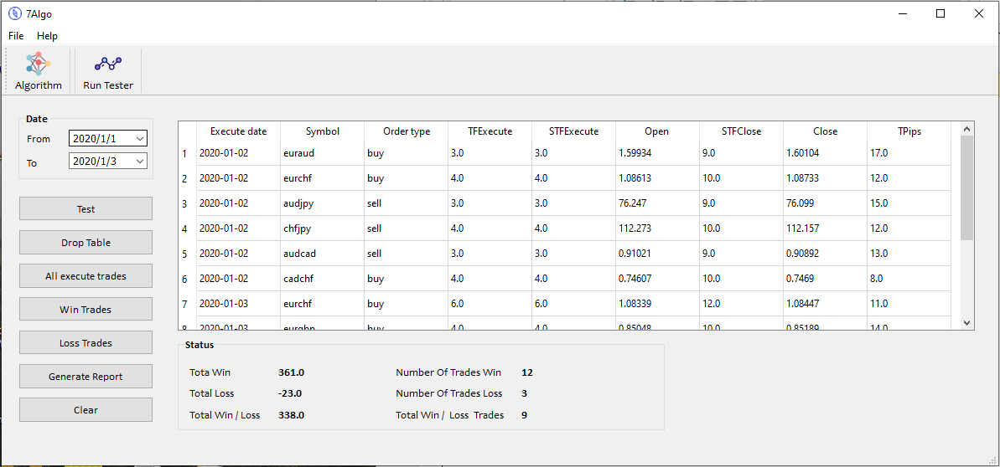 7Algo
File Help
Algorithm Run Tester
Date
From 2020/1/1
To 2020/1/3
Test
Drop Table
All execute trades
Win Trades
Loss Trades
Generate Report
Clear
Execute date Symbol Order type TFExecute STFExecute Open STFClose Close TPips
1 2020-01-02 euraud buy 3.0 3.0 1.59934 9.0 1.60104 17.0
2 2020-01-02 eurchf buy 4.0 4.0 1.08613 10.0 1.08733 12.0
3 2020-01-02 audjpy sell 3.0 3.0 76.247 9.0 76.099 15.0
4 2020-01-02 chfjpy sell 4.0 4.0 112.273 10.0 112.157 12.0
5 2020-01-02 audcad sell 3.0 3.0 0.91021 9.0 0.90892 13.0
6 2020-01-02 cadchf buy 4.0 4.0 0.74607 10.0 0.7469 8.0
7 2020-01-03 eurchf buy 6.0 6.0 1.08339 12.0 1.08447 11.0
8 2020-01-03 buy 4.0 4.0 0.85048 10.0 0.85189 14.0
Status
Tota Win 361.0 Number Of Trades Win 12
Total Loss -23.0 Number Of Trades Loss 3
Total Win / Loss 338.0 Total Win / Loss Trades 9